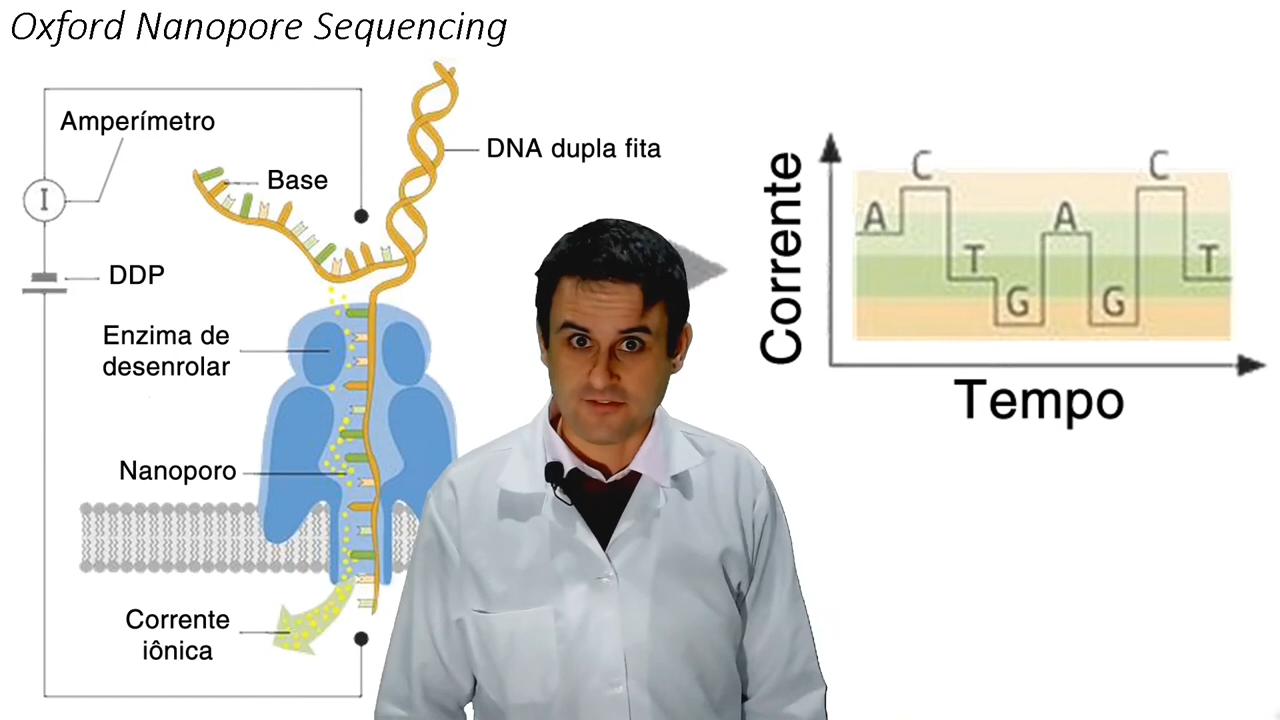 Oxford Nanopore Sequencing
Amperímetro
I
Base
DNA dupla fita
DDP
Enzima de
desenrolar
Nanoporo
Corrente
iônica
Corrente
A
C
T
G
A
G
C
T
Tempo